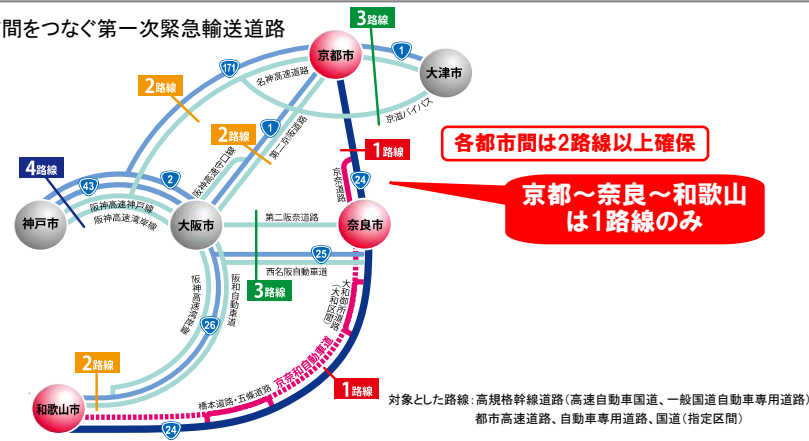 間をつなぐ第一次緊急輸送道路
3路線
京都市
1
大津市
171
名神高速道路
2路線
京滋バイパス
2路線
1
第二京阪道路
各都市間は2路線以上確保
1路線
京奈道路
24
京都～奈良～和歌山
は1路線のみ
4路線
43
2
阪神高速守口線
神戸市
阪神高速神戸線
阪神高速湾岸線
大阪市
第二阪奈道路
奈良市
25
西名阪自動車道
3路線
阪神高速湾岸線
阪和自動車道
26
大和御所道路
(大和区間)
京奈和自動車道
2路線
1路線
橋本道路・五條道路
和歌山市
24
対象とした路線：高規格幹線道路(高速自動車国道、一般国道自動車専用道路)
都市高速道路、自動車専用道路、国道(指定区間)